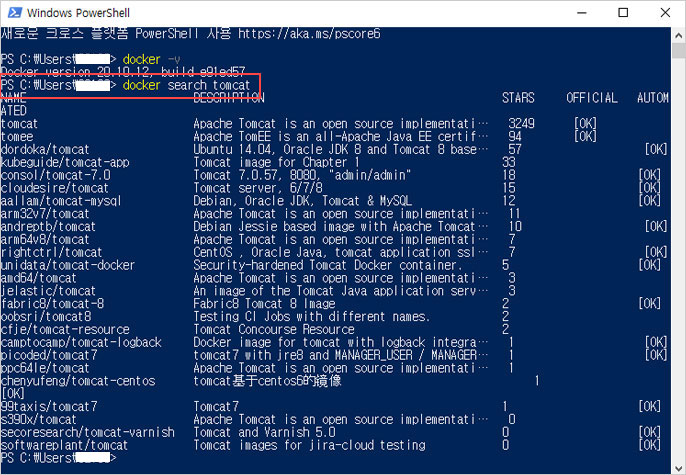 Windows PowerShell
새로운 크로스 플랫폼 PowerShell 사용 https://aka.ms/pscore6
PS C:\Users\> docker -v
Docker version 20.10.12, build e91ed57
PS C:\Users\> docker search tomcat
NAME DESCRIPTION STARS OFFICIAL AUTOM
ATED
tomcat Apache Tomcat is an open source implementati… 3249 [OK]
tomee Apache TomEE is an all-Apache Java EE certif… 94 [OK]
dordoka/tomcat Ubuntu 14.04, Oracle JDK 8 and Tomcat 8 base… 57 [OK]
kubeguide/tomcat-app Tomcat image for Chapter 1 33
consol/tomcat-7.0 Tomcat 7.0.57, 8080, "admin/admin" 18 [OK]
cloudesire/tomcat Tomcat server, 6/7/8 15 [OK]
aallam/tomcat-mysql Debian, Oracle JDK, Tomcat & MySQL 12 [OK]
arm32v7/tomcat Apache Tomcat is an open source implementati… 11
andreptb/tomcat Debian Jessie based image with Apache Tomcat… 10 [OK]
arm64v8/tomcat Apache Tomcat is an open source implementati… 7
rightctrl/tomcat CentOS , Oracle Java, tomcat application ssl… 7 [OK]
unidata/tomcat-docker Security-hardened Tomcat Docker container. 5 [OK]
amd64/tomcat Apache Tomcat is an open source implementati… 3
jelastic/tomcat An image of the Tomcat Java application serv… 3
fabric8/tomcat-8 Fabric8 Tomcat 8 Image 2 [OK]
oobsri/tomcat8 Testing CI Jobs with different names. 2
cfje/tomcat-resource Tomcat Concourse Resource 2
camptocamp/tomcat-logback Docker image for tomcat with logback integra… 1 [OK]
picoded/tomcat7 tomcat7 with jre8 and MANAGER_USER / MANAGER… 1 [OK]
ppc64le/tomcat Apache Tomcat is an open source implementati… 1
chenyufeng/tomcat-centos tomcat基于centos6的镜像 1
[OK]
99taxis/tomcat7 Tomcat7 1 [OK]
s390x/tomcat Apache Tomcat is an open source implementati… 0
secoresearch/tomcat-varnish Tomcat and Varnish 5.0 0 [OK]
softwareplant/tomcat Tomcat images for jira-cloud testing 0 [OK]
PS C:\Users\>